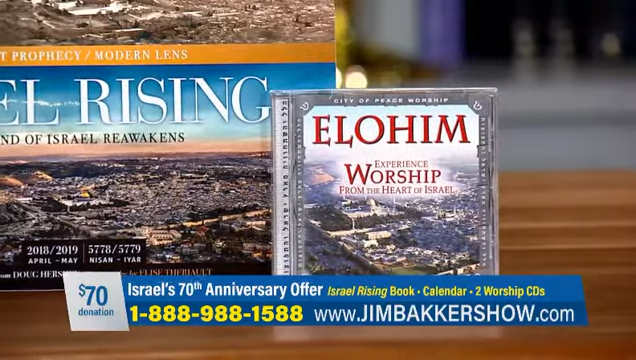 T PROPHECY / MODERN LENS
EL RISING
ND OF ISRAEL REAWAKENS
2018/2019 5778/5779
APRIL - MAY NISAN - IYAR
DOUG by ELISE THERIAULT
CITY OF PEACE WORSHIP
ELOHIM
EXPERIENCE
WORSHIP
FROM THE HEART OF ISRAEL
$70
donation
Israel's 70th Anniversary Offer Israel Rising Book • Calendar • 2 Worship CDs
1-888-988-1588 www.JIMBAKKERSHOW.com